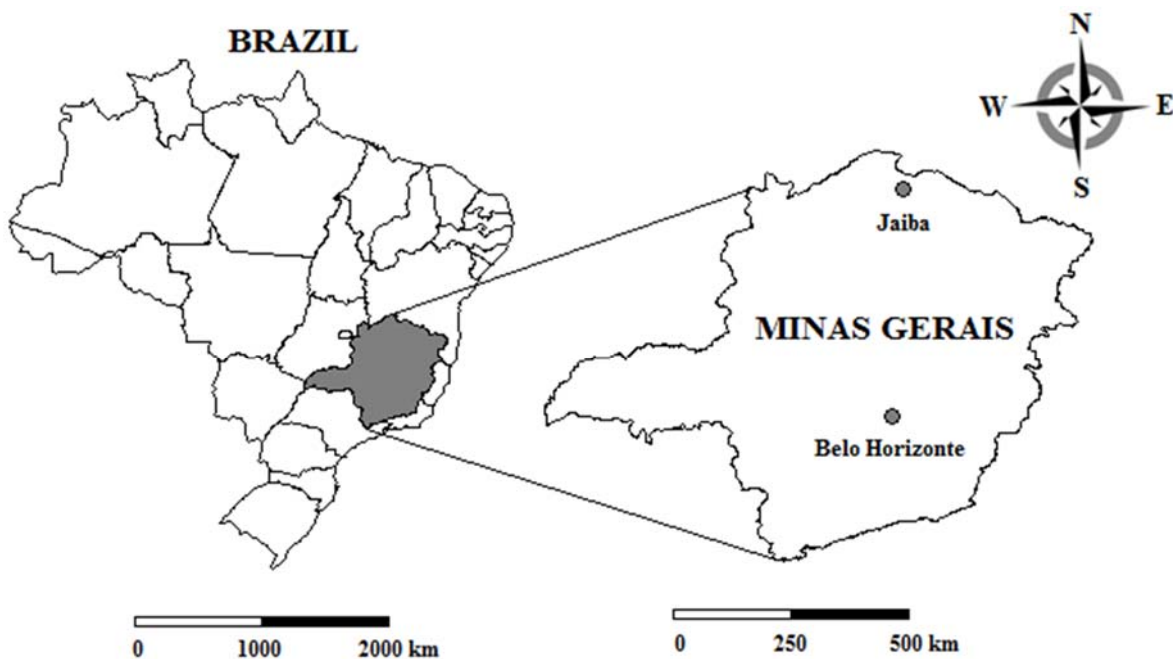 BRAZIL
N
W
E
S
Jaiba
MINAS GERAIS
Belo Horizonte
0 1000 2000 km
0 250 500 km